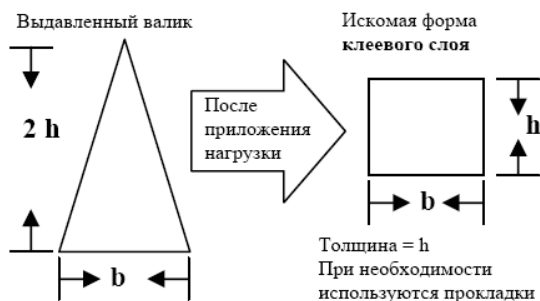 Выдавленный валик
2 h
b
После
приложения
нагрузки
Искомая форма
клеевого слоя
h
b
Толщина = h
При необходимости
используются прокладки